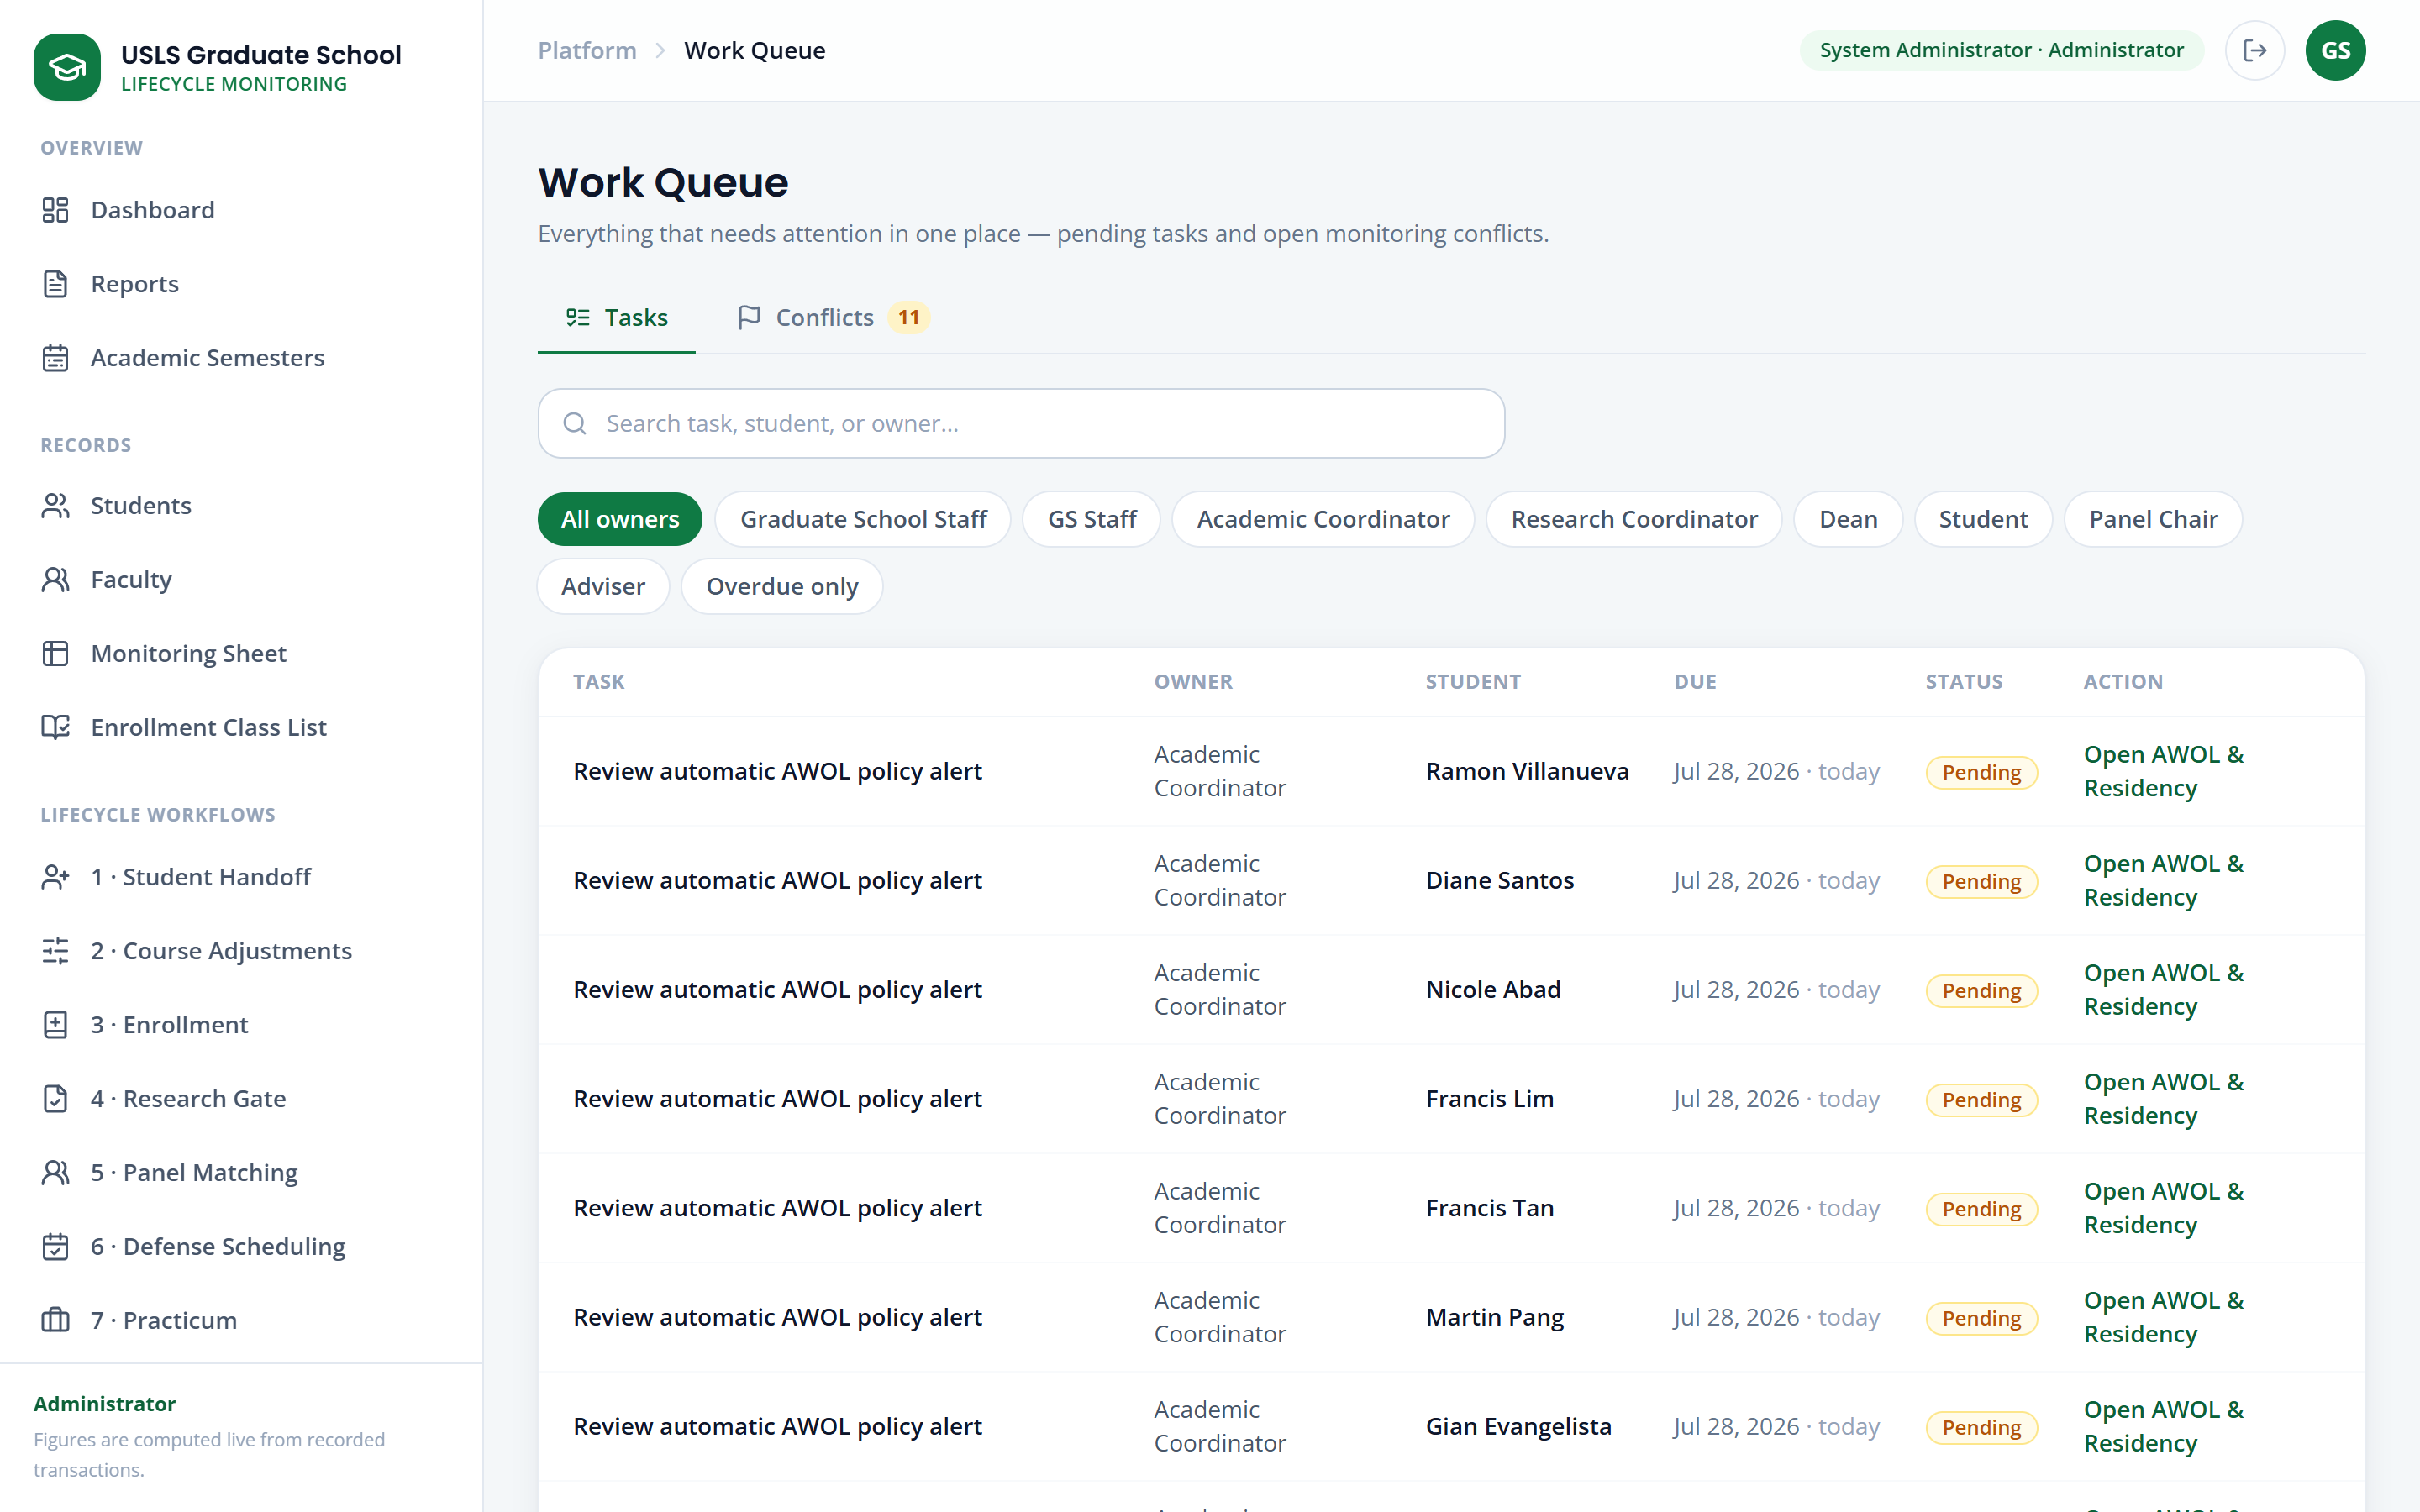 USLS Graduate School
LIFECYCLE MONITORING
OVERVIEW
Dashboard
Reports
Academic Semesters
RECORDS
Students
Faculty
Monitoring Sheet
Enrollment Class List
LIFECYCLE WORKFLOWS
1 · Student Handoff
2 · Course Adjustments
3 · Enrollment
4 · Research Gate
5 · Panel Matching
6 · Defense Scheduling
7 · Practicum
Administrator
Figures are computed live from recorded
transactions.
Platform > Work Queue
System Administrator · Administrator
GS
Work Queue
Everything that needs attention in one place — pending tasks and open monitoring conflicts.
Tasks
Conflicts 11
Search task, student, or owner...
All owners Graduate School Staff GS Staff Academic Coordinator Research Coordinator Dean Student Panel Chair
Adviser Overdue only
TASK OWNER STUDENT DUE STATUS ACTION
Review automatic AWOL policy alert Academic Coordinator Ramon Villanueva Jul 28, 2026 · today Pending Open AWOL & Residency
Review automatic AWOL policy alert Academic Coordinator Diane Santos Jul 28, 2026 · today Pending Open AWOL & Residency
Review automatic AWOL policy alert Academic Coordinator Nicole Abad Jul 28, 2026 · today Pending Open AWOL & Residency
Review automatic AWOL policy alert Academic Coordinator Francis Lim Jul 28, 2026 · today Pending Open AWOL & Residency
Review automatic AWOL policy alert Academic Coordinator Francis Tan Jul 28, 2026 · today Pending Open AWOL & Residency
Review automatic AWOL policy alert Academic Coordinator Martin Pang Jul 28, 2026 · today Pending Open AWOL & Residency
Review automatic AWOL policy alert Academic Coordinator Gian Evangelista Jul 28, 2026 · today Pending Open AWOL & Residency